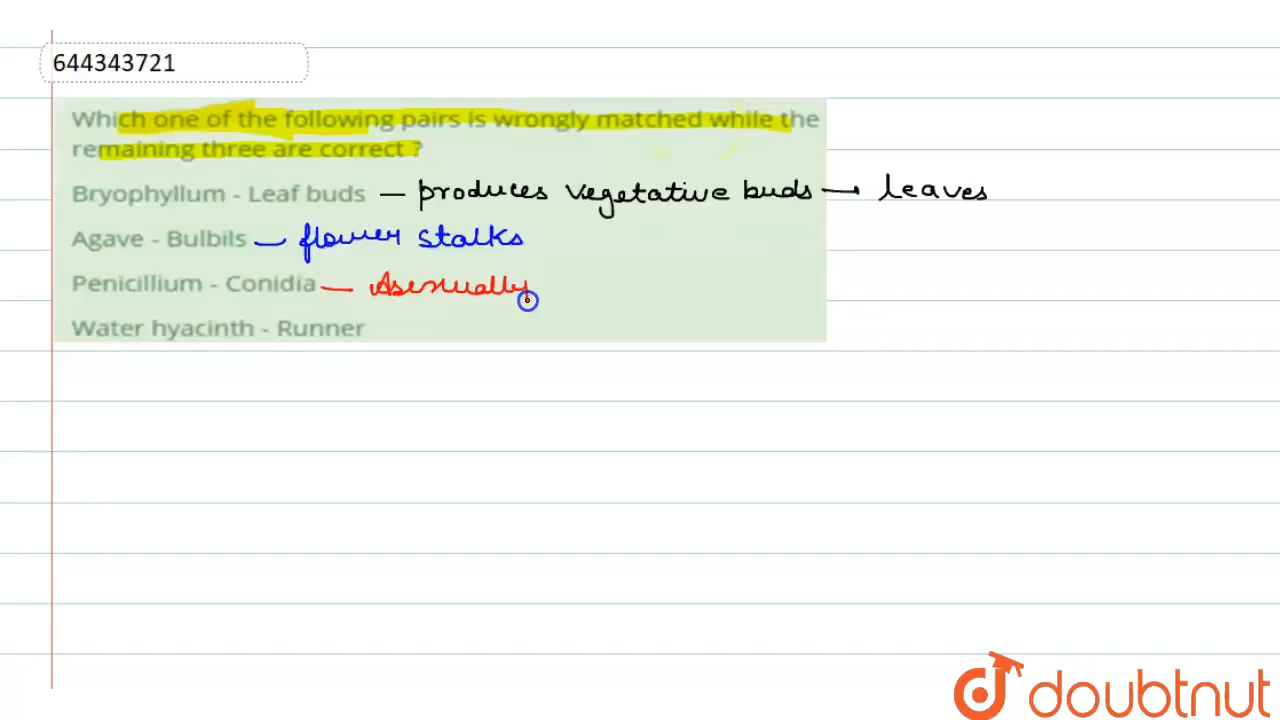 644343721
Which one of the following pairs is wrongly matched while the
remaining three are correct ?
Bryophyllum - Leaf buds — produces vegetative buds → leaves
Agave - Bulbils — flower stalks
Penicillium - Conidia — Asexually
Water hyacinth - Runner
doubtnut